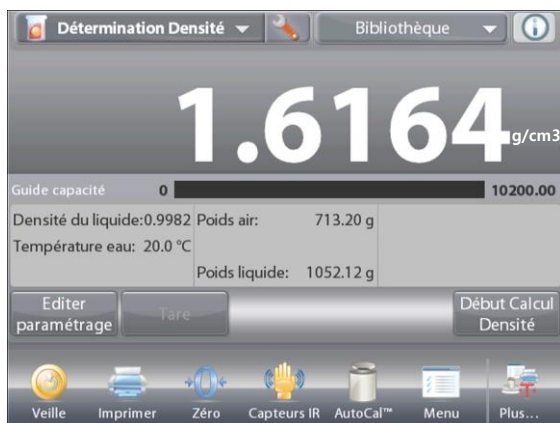 Détermination Densité Bibliothèque
1.6164 g/cm3
Guide capacité 0 10200.00
Densité du liquide:0.9982 Poids air: 713.20 g
Température eau: 20.0 °C
Poids liquide: 1052.12 g
Editer
paramétrage
Tare
Début Calcul
Densité
Veille Imprimer Zéro Capteurs IR AutoCal™ Menu Plus...